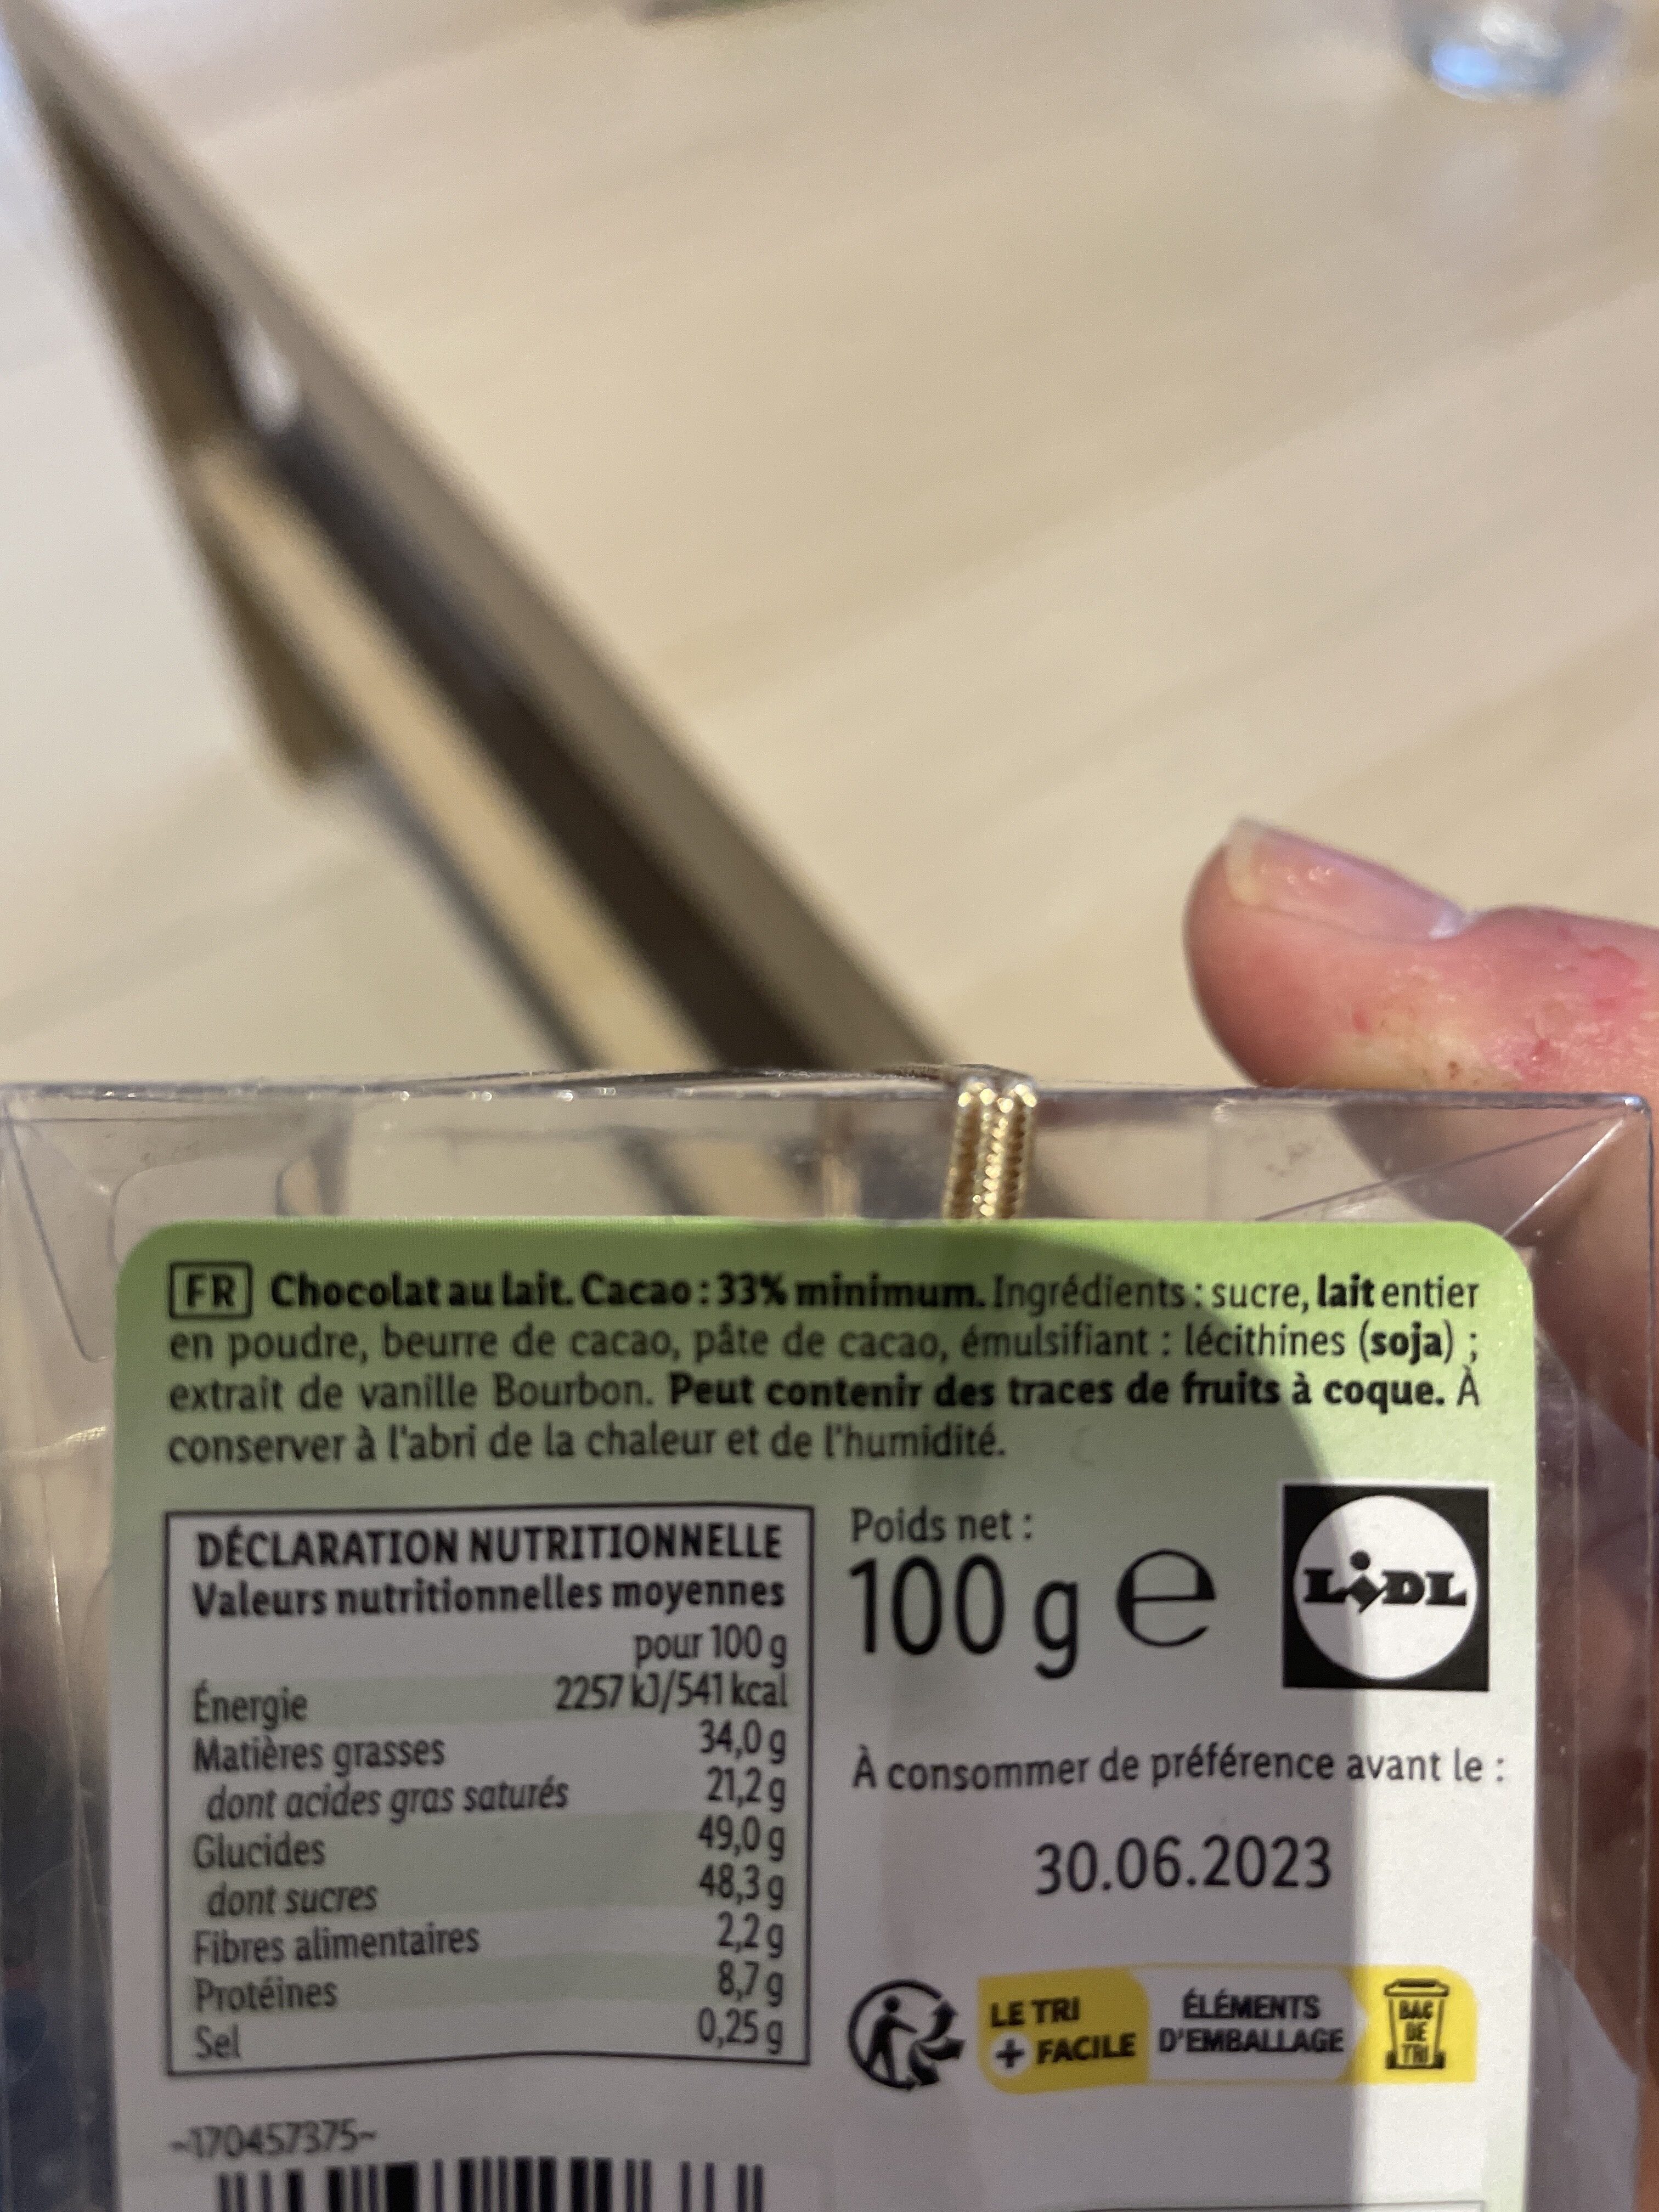 FR Chocolat au lait. Cacao : 33% minimum. Ingrédients : sucre, lait entier
en poudre, beurre de cacao, pâte de cacao, émulsifiant : lécithines (soja) ;
extrait de vanille Bourbon. Peut contenir des traces de fruits à coque. À
conserver à l'abri de la chaleur et de l'humidité.
DÉCLARATION NUTRITIONNELLE
Valeurs nutritionnelles moyennes
pour 100 g
Énergie 2257 kJ/541 kcal
Matières grasses 34,0 g
dont acides gras saturés 21,2 g
Glucides 49,0 g
dont sucres 48,3 g
Fibres alimentaires 2,2 g
Protéines 8,7 g
Sel 0,25 g
~170457375~
Poids net :
100 g e
LIDL
À consommer de préférence avant le :
30.06.2023
LE TRI
+ FACILE
ÉLÉMENTS
D'EMBALLAGE
BAC
DE
TRI